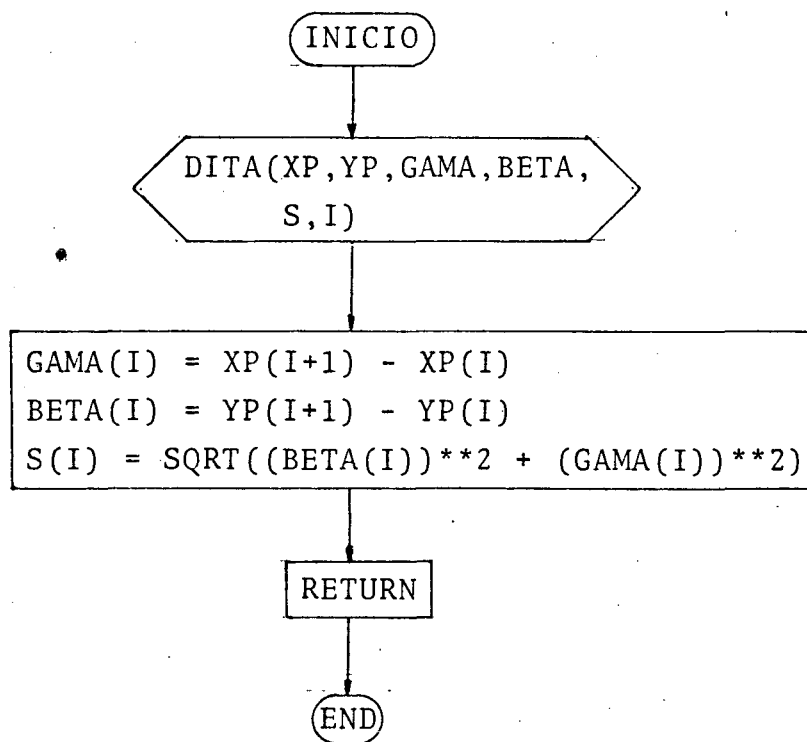 INICIO
DITA(XP,YP,GAMA,BETA,
S,I)
GAMA(I) = XP(I+1) - XP(I)
BETA(I) = YP(I+1) - YP(I)
S(I) = SQRT((BETA(I))**2 + (GAMA(I))**2)
RETURN
END